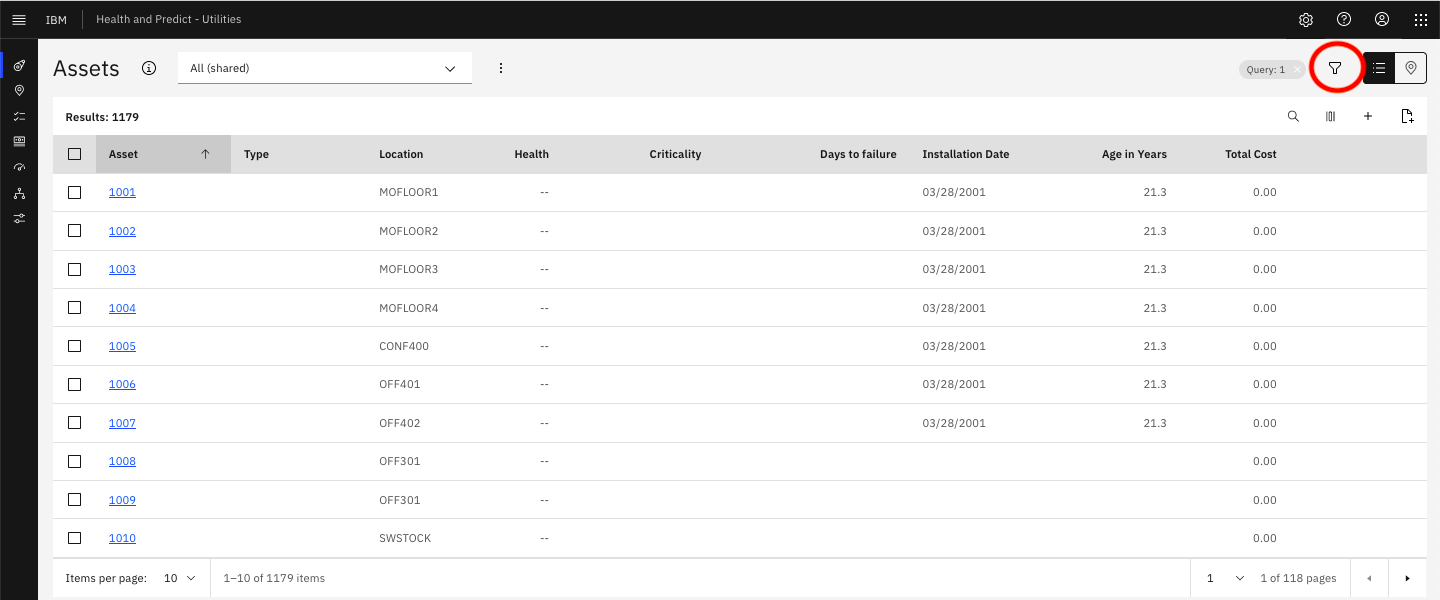 IBM Health and Predict - Utilities
Assets All (shared) Query: 1
Results: 1179
Asset Type Location Health Criticality Days to failure Installation Date Age in Years Total Cost
1001 MOFLOOR1 -- 03/28/2001 21.3 0.00
1002 MOFLOOR2 -- 03/28/2001 21.3 0.00
1003 MOFLOOR3 -- 03/28/2001 21.3 0.00
1004 MOFLOOR4 -- 03/28/2001 21.3 0.00
1005 CONF400 -- 03/28/2001 21.3 0.00
1006 OFF401 -- 03/28/2001 21.3 0.00
1007 OFF402 -- 03/28/2001 21.3 0.00
1008 OFF301 -- 0.00
1009 OFF301 -- 0.00
1010 SWSTOCK -- 0.00
Items per page: 10 1–10 of 1179 items 1 1 of 118 pages